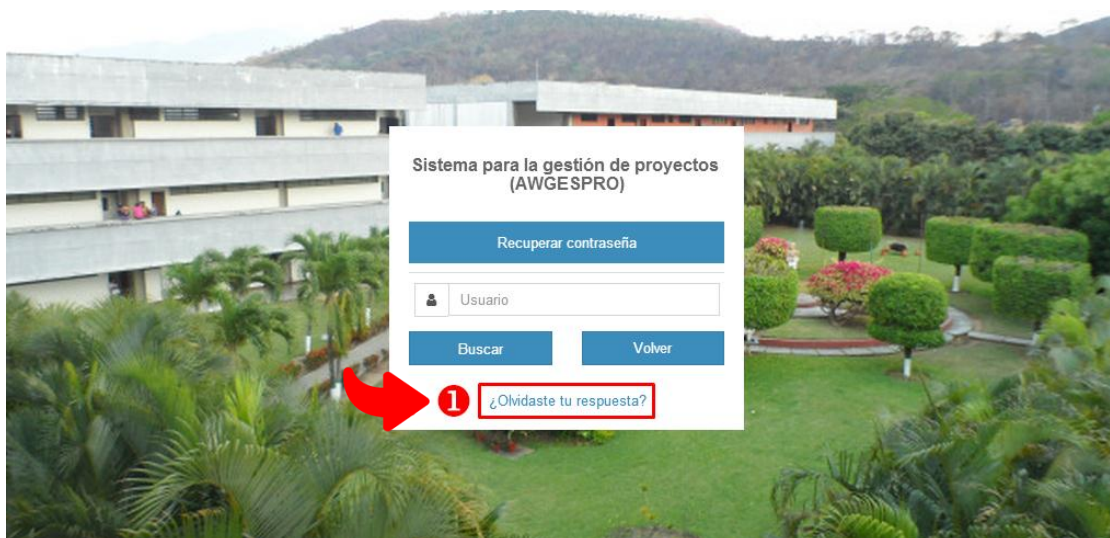 Sistema para la gestión de proyectos
(AWGESPRO)
Recuperar contraseña
Usuario
Buscar
Volver
1
¿Olvidaste tu respuesta?